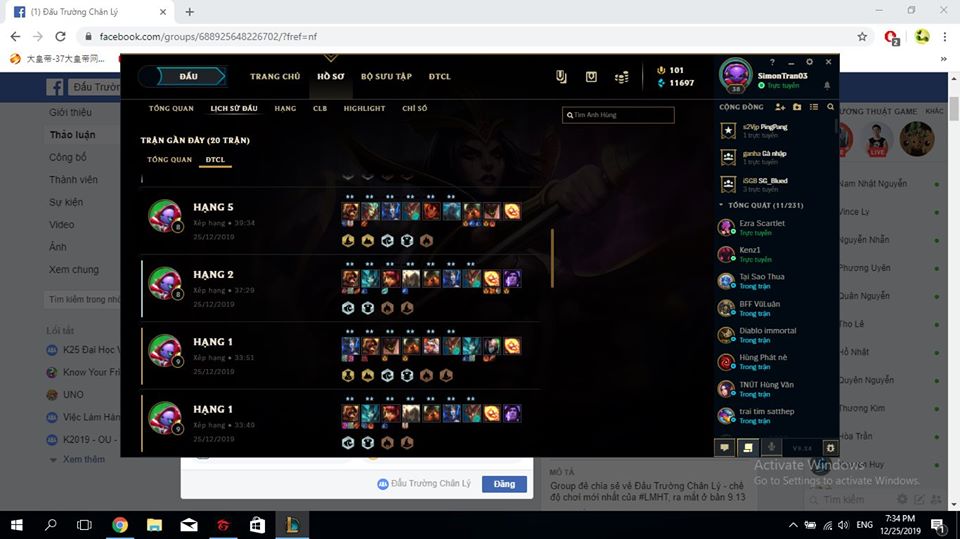 (1) Đấu Trường Chân Lý
facebook.com/groups/688925648226702/?fref=nf
大皇帝-37大皇帝网...
Đấu Trường
ĐẤU
TRANG CHỦ
HỒ SƠ
BỘ SƯU TẬP
ĐTCL
101
11697
SimonTran03
Trực tuyến
38
TỔNG QUAN
LỊCH SỬ ĐẤU
HẠNG
CLB
HIGHLIGHT
CHỈ SỐ
Tìm Anh Hùng
CỘNG ĐỒNG
TRẬN GẦN ĐÂY (20 TRẬN)
TỔNG QUAN
ĐTCL
HẠNG 5
Xếp hạng • 39:34
25/12/2019
8
HẠNG 2
Xếp hạng • 37:29
25/12/2019
8
HẠNG 1
Xếp hạng • 33:51
25/12/2019
9
HẠNG 1
Xếp hạng • 33:49
25/12/2019
9
s2Vjp PingPang
1 trực tuyến
ganha Gà nhập
1 trực tuyến
iSGB SG_Blued
3 trực tuyến
TỔNG QUÁT (11/231)
Ezra Scartlet
Trực tuyến
Kenz1
Trực tuyến
Tại Sao Thua
Trong trận
BFF VũLuân
Trong trận
Diablo immortal
Trong trận
Hùng Phát nè
Trong trận
TNÚT Hùng Văn
Trong trận
trai tim satthep
Trong trận
V9.24
Giới thiệu
Thảo luận
Công bố
Thành viên
Sự kiện
Video
Ảnh
Xem chung
Tìm kiếm trong nhó
Lối tắt
K25 Đại Học V
Know Your Fri
UNO
Việc Làm Hàn
K2019 - OU -
Xem thêm
ƯƠNG THUẬT GAME
KHÁC
LIVE
LIVE
Nam Nhật Nguyễn
Vince Ly
Nguyễn Nhẫn
Phương Uyên
Quân Nguyễn
Thọ Lê
Hồ Nhật
Quyên Nguyễn
Thương Kim
Hòa Trần
Huy
Tìm kiếm
Đấu Trường Chân Lý
Đăng
MÔ TẢ
Group để chia sẻ về Đấu Trường Chân Lý - chế
độ chơi mới nhất của #LMHT, ra mắt ở bản 9.13
Activate Windows
Go to Settings to activate Windows.
ENG
7:34 PM
12/25/2019